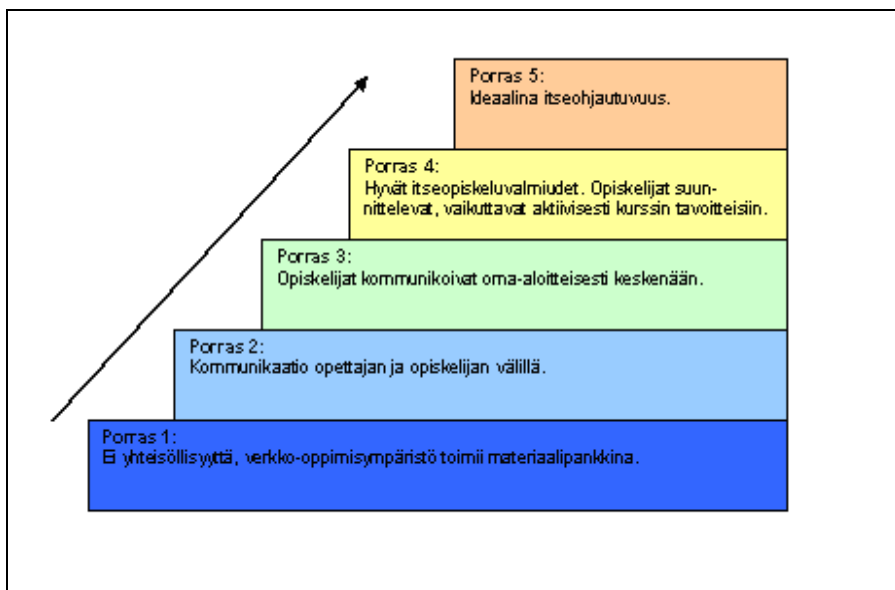 Porras 5:
Ideaalina itseohjautuvuus.
Porras 4:
Hyvät itseopiskeluvalmiudet. Opiskelijat suun-
nittelevat, vaikuttavat aktiivisesti kurssin tavoitteisiin.
Porras 3:
Opiskelijat kommunikoivat oma-aloitteisesti keskenään.
Porras 2:
Kommunikaatio opettajan ja opiskelijan välillä.
Porras 1:
Ei yhteisöllisyyttä, verkko-oppimisympäristö toimii materiaalipankkina.